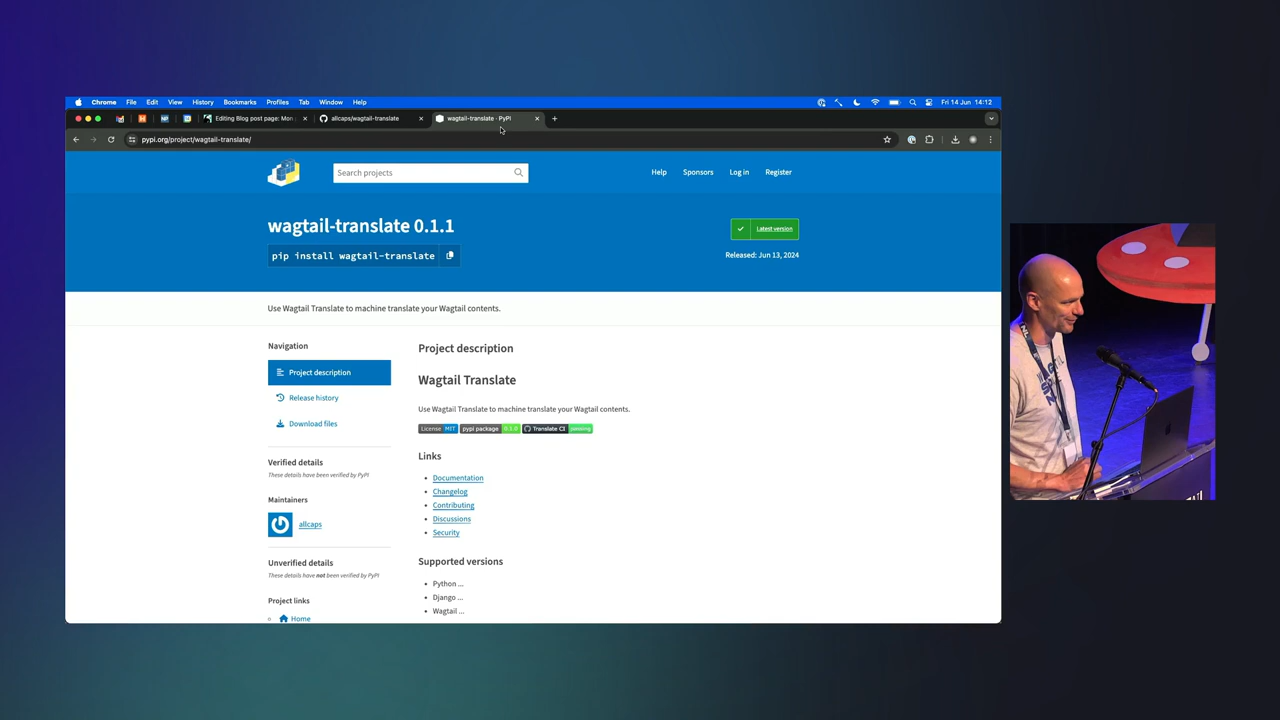 Chrome File Edit View History Bookmarks Profiles Tab Window Help Fri 14 Jun 14:12
Editing Blog post page: Mon allcaps/wagtail-translate wagtail-translate · PyPI
pypi.org/project/wagtail-translate/
Search projects
Help Sponsors Log in Register
wagtail-translate 0.1.1
Latest version
pip install wagtail-translate
Released: Jun 13, 2024
Use Wagtail Translate to machine translate your Wagtail contents.
Navigation
Project description
Release history
Download files
Verified details
These details have been verified by PyPI
Maintainers
allcaps
Unverified details
These details have not been verified by PyPI
Project links
Home
Project description
Wagtail Translate
Use Wagtail Translate to machine translate your Wagtail contents.
License MIT pypi package 0.1.0 Translate CI passing
Links
Documentation
Changelog
Contributing
Discussions
Security
Supported versions
Python ...
Django ...
Wagtail ...